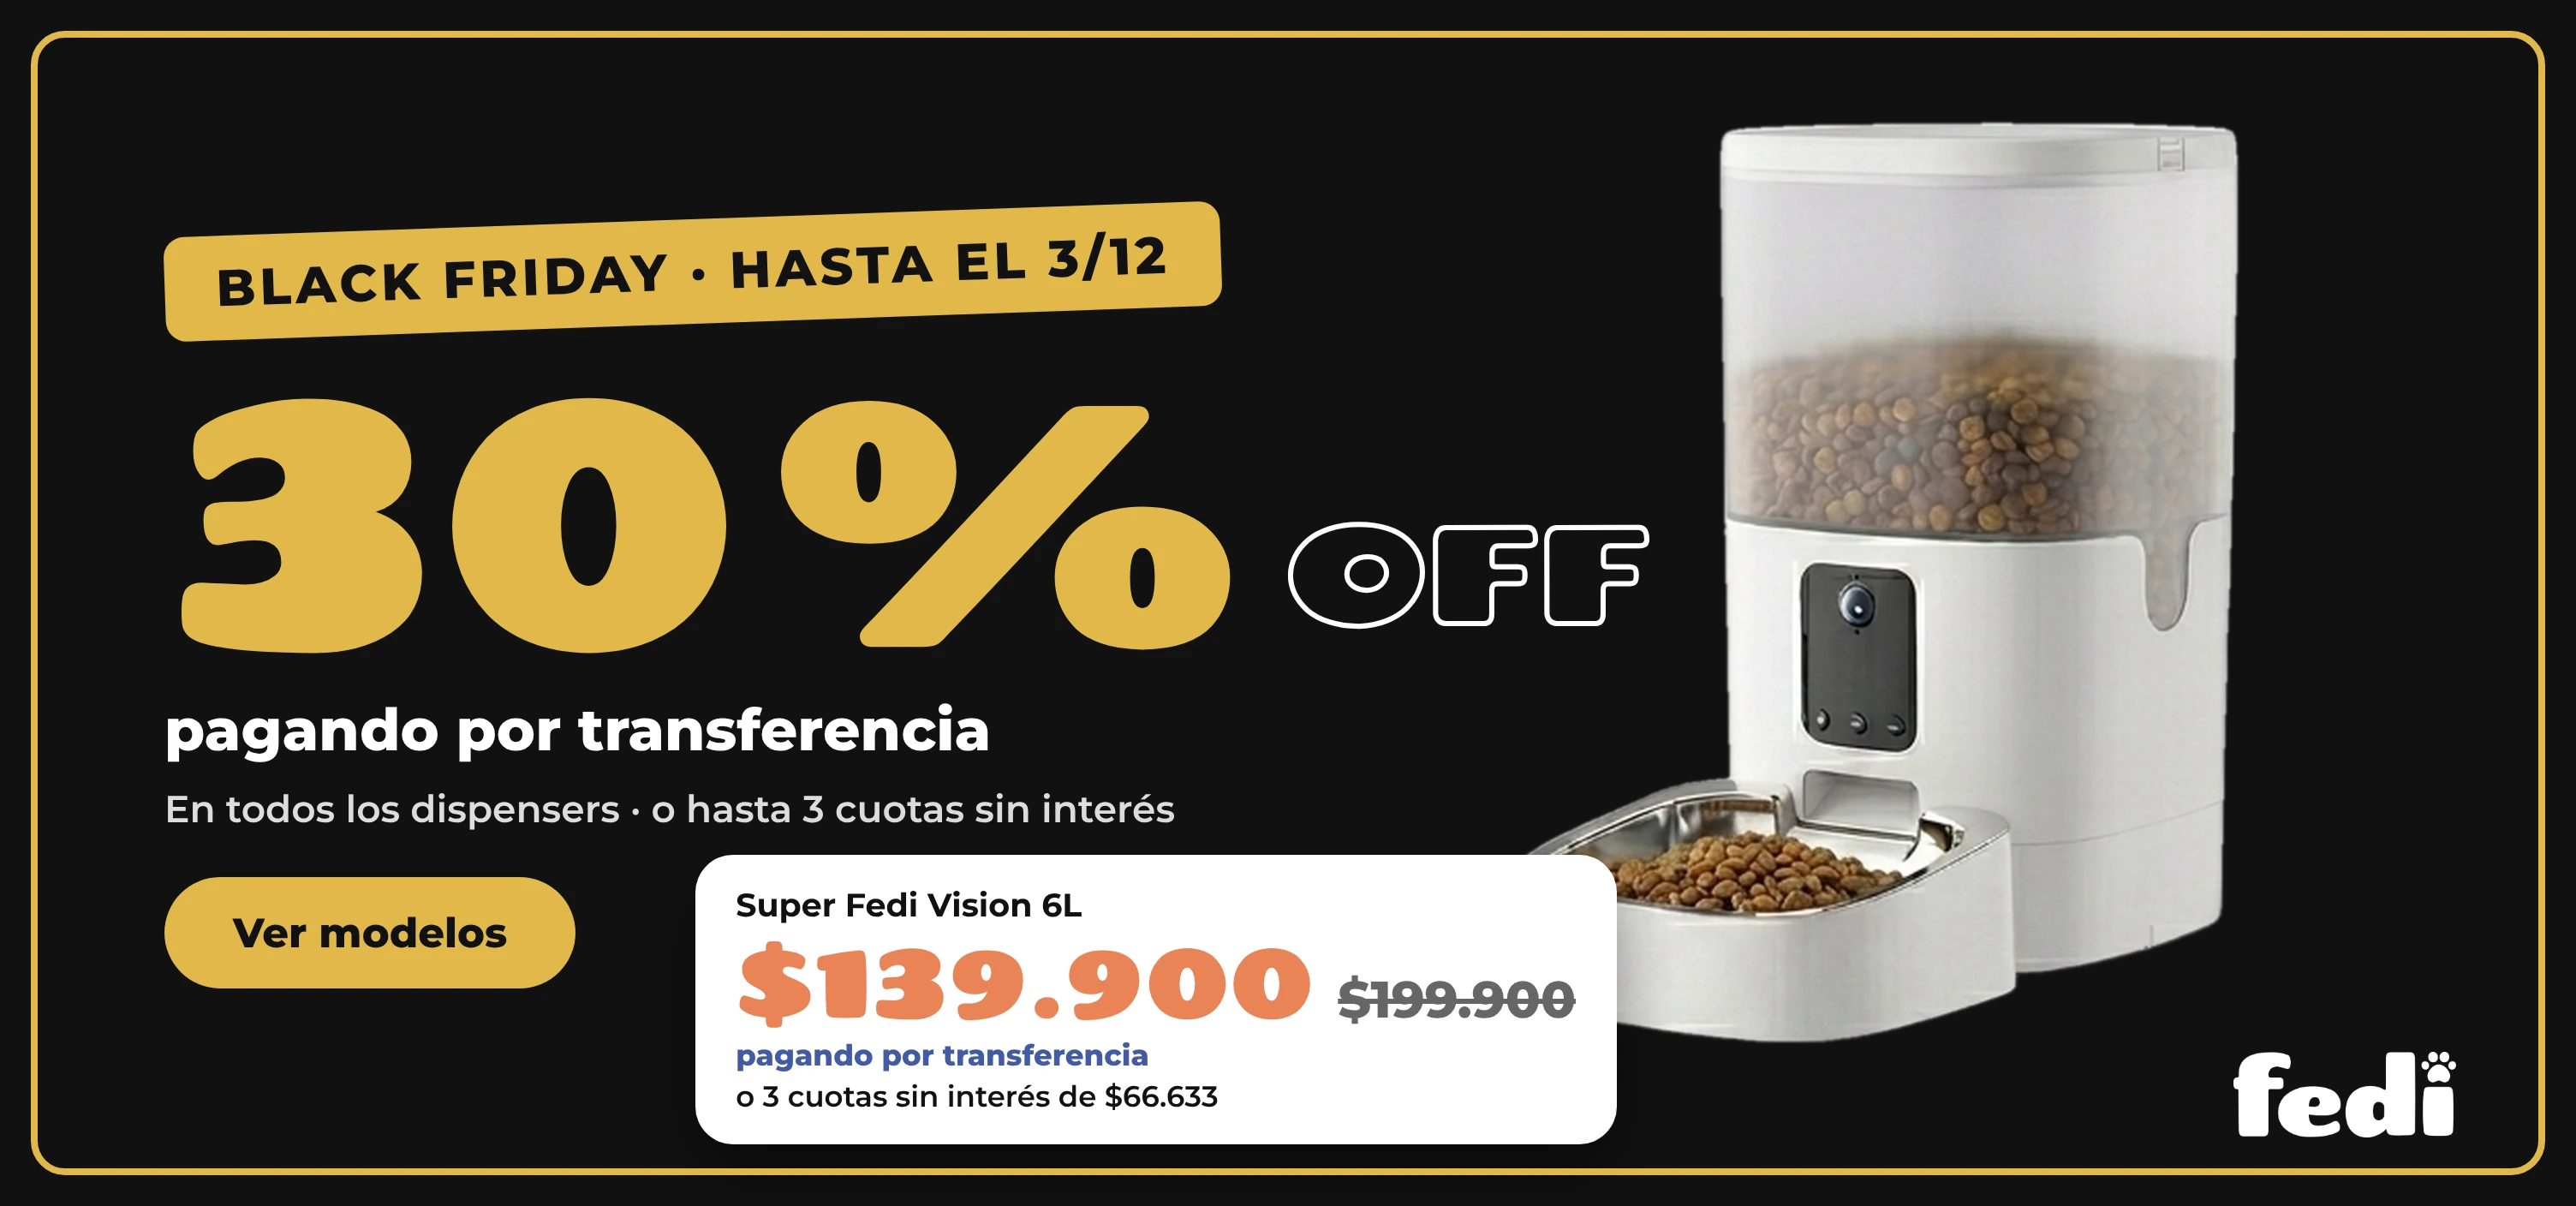 BLACK FRIDAY · HASTA EL 3/12
30% OFF
pagando por transferencia
En todos los dispensers · o hasta 3 cuotas sin interés
Ver modelos
Super Fedi Vision 6L
$139.900 $199.900
pagando por transferencia
o 3 cuotas sin interés de $66.633
fedi